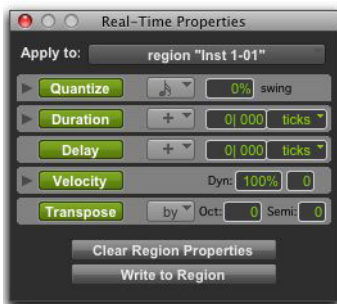 Real-Time Properties
Apply to: region "Inst 1-01"
Quantize 0% swing
Duration + 0| 000 ticks
Delay + 0| 000 ticks
Velocity Dyn: 100% 0
Transpose by Oct: 0 Semi: 0
Clear Region Properties
Write to Region